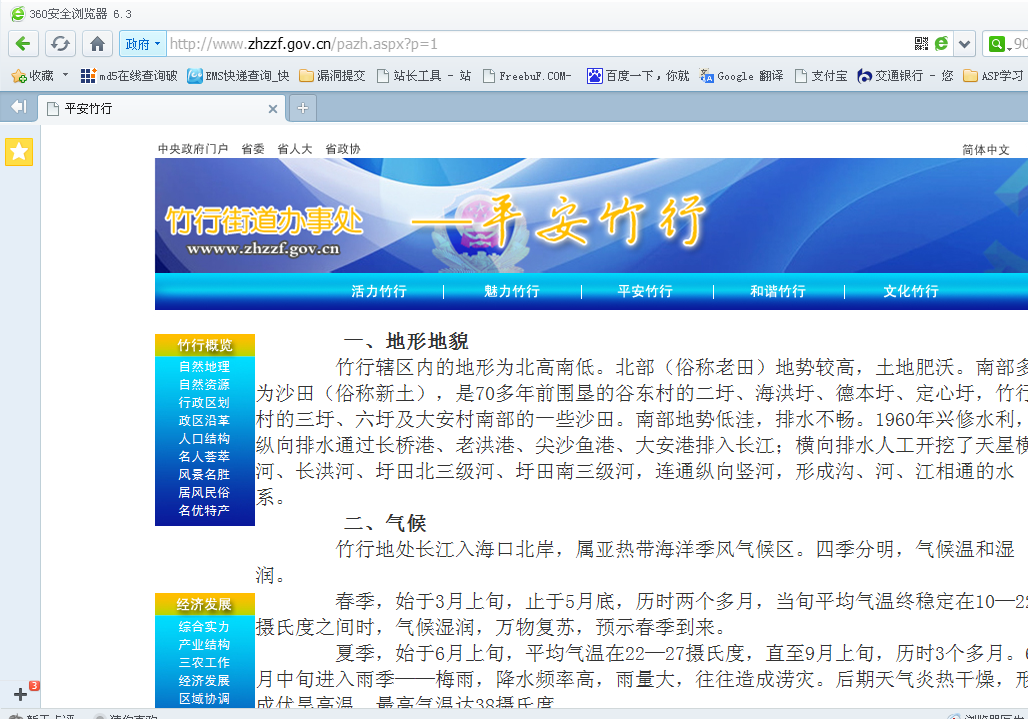 360安全浏览器 6.3
政府 http://www.zhzzf.gov.cn/pazh.aspx?p=1 90
收藏 md5在线查询破 EMS快递查询_快 漏洞提交 站长工具 - 站 FreebuF.COM- 百度一下，你就 Google 翻译 支付宝 交通银行 - 您 ASP学习
平安竹行
中央政府门户 省委 省人大 省政协 简体中文
竹行街道办事处 ——平安竹行
www.zhzzf.gov.cn
活力竹行 魅力竹行 平安竹行 和谐竹行 文化竹行
竹行概览
自然地理
自然资源
行政区划
政区沿革
人口结构
名人荟萃
风景名胜
居风民俗
名优特产
经济发展
综合实力
产业结构
三农工作
经济发展
区域协调
一、地形地貌
竹行辖区内的地形为北高南低。北部（俗称老田）地势较高，土地肥沃。南部多
为沙田（俗称新土），是70多年前围垦的谷东村的二圩、海洪圩、德本圩、定心圩，竹行
村的三圩、六圩及大安村南部的一些沙田。南部地势低洼，排水不畅。1960年兴修水利，
纵向排水通过长桥港、老洪港、尖沙鱼港、大安港排入长江；横向排水人工开挖了天星横
河、长洪河、圩田北三级河、圩田南三级河，连通纵向竖河，形成沟、河、江相通的水
系。
二、气候
竹行地处长江入海口北岸，属亚热带海洋季风气候区。四季分明，气候温和湿
润。
春季，始于3月上旬，止于5月底，历时两个多月，当旬平均气温终稳定在10—22
摄氏度之间时，气候湿润，万物复苏，预示春季到来。
夏季，始于6月上旬，平均气温在22—27摄氏度，直至9月上旬，历时3个多月。6
月中旬进入雨季——梅雨，降水频率高，雨量大，往往造成涝灾。后期天气炎热干燥，形
成伏旱高温，最高气温达38摄氏度
3